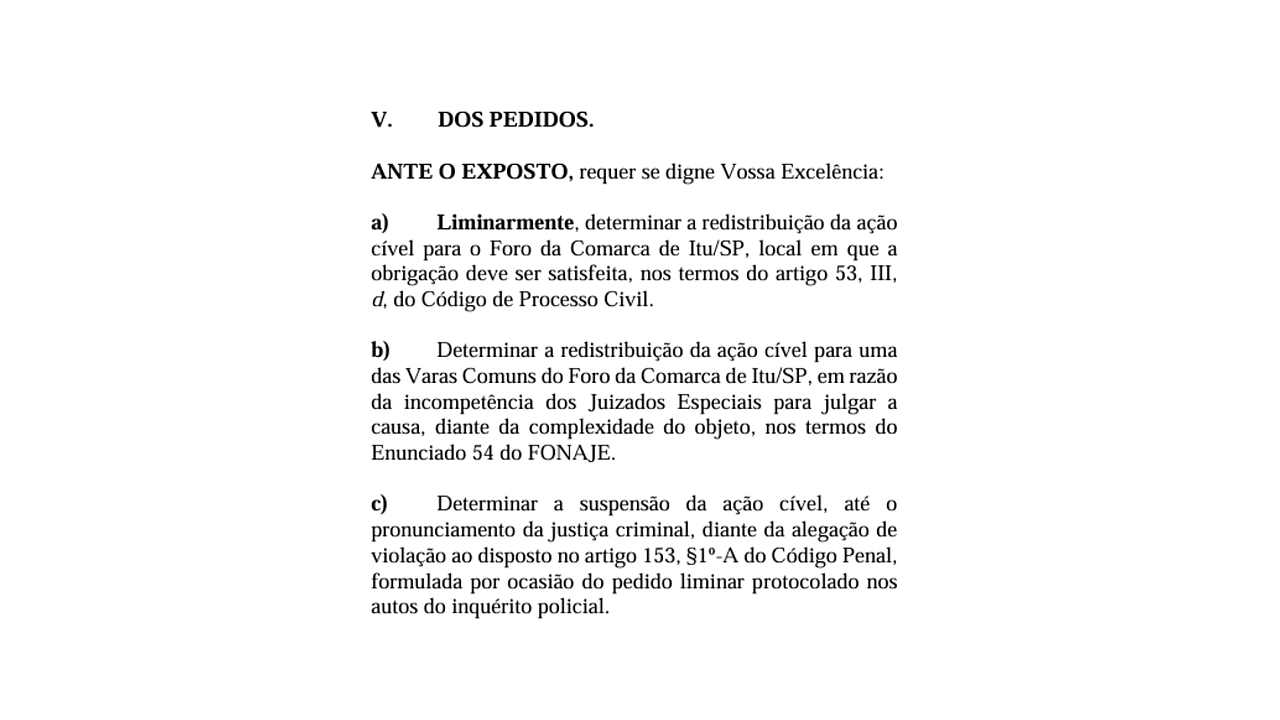 V. DOS PEDIDOS.
ANTE O EXPOSTO, requer se digne Vossa Excelência:
a) Liminarmente, determinar a redistribuição da ação
cível para o Foro da Comarca de Itu/SP, local em que a
obrigação deve ser satisfeita, nos termos do artigo 53, III,
d, do Código de Processo Civil.
b) Determinar a redistribuição da ação cível para uma
das Varas Comuns do Foro da Comarca de Itu/SP, em razão
da incompetência dos Juizados Especiais para julgar a
causa, diante da complexidade do objeto, nos termos do
Enunciado 54 do FONAJE.
c) Determinar a suspensão da ação cível, até o
pronunciamento da justiça criminal, diante da alegação de
violação ao disposto no artigo 153, §1º-A do Código Penal,
formulada por ocasião do pedido liminar protocolado nos
autos do inquérito policial.